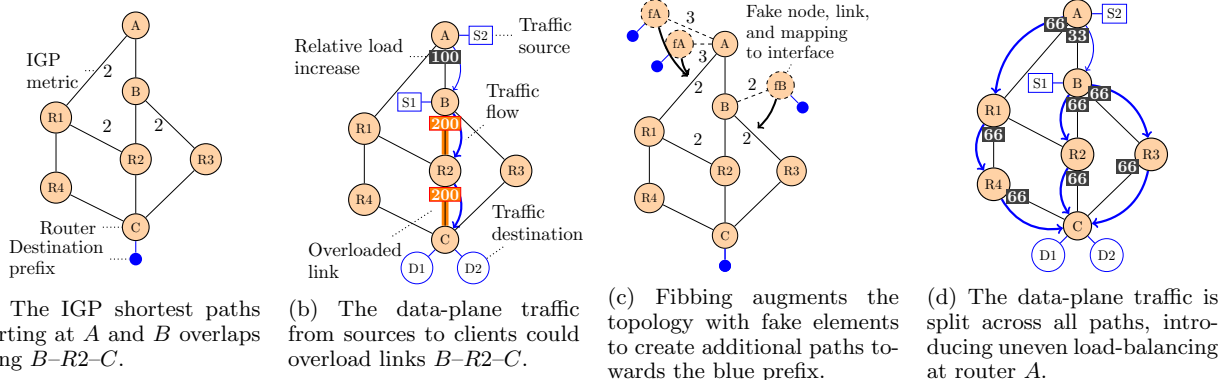 A
IGP
metric
2
B
R1
2
2
R2
R3
R4
Router
C
Destination
prefix
The IGP shortest paths
rting at A and B overlaps
ng B–R2–C.
A
S2
Traffic
source
Relative load
increase
100
S1
B
Traffic
flow
200
R1
R2
R3
200
R4
Traffic
destination
Overloaded
link
C
D1
D2
(b) The data-plane traffic
from sources to clients could
overload links B–R2–C.
fA
3
Fake node, link,
and mapping
to interface
fA
A
3
2
2
fB
B
R1
2
2
R2
R3
R4
C
(c) Fibbing augments the
topology with fake elements
to create additional paths to-
wards the blue prefix.
A
S2
66
33
S1
B
66
66
R1
66
R2
R3
66
66
R4
66
66
C
D1
D2
(d) The data-plane traffic is
split across all paths, intro-
ducing uneven load-balancing
at router A.